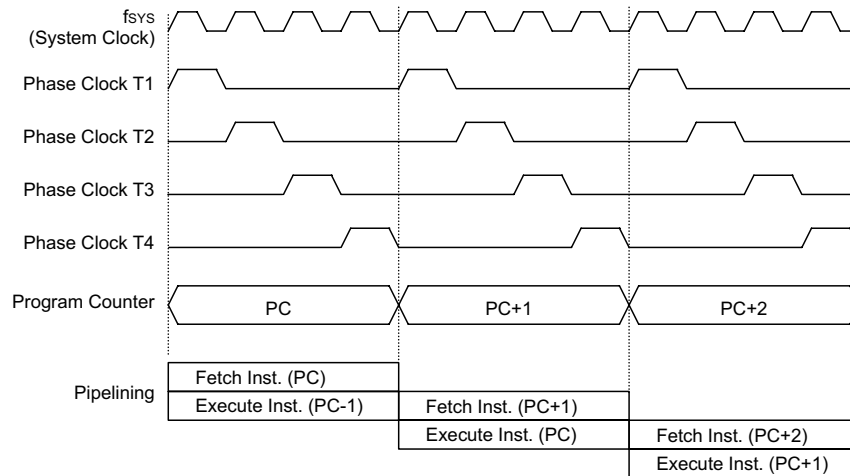 fSYS
(System Clock)
Phase Clock T1
Phase Clock T2
Phase Clock T3
Phase Clock T4
Program Counter
PC
PC+1
PC+2
Pipelining
Fetch Inst. (PC)
Execute Inst. (PC-1)
Fetch Inst. (PC+1)
Execute Inst. (PC)
Fetch Inst. (PC+2)
Execute Inst. (PC+1)